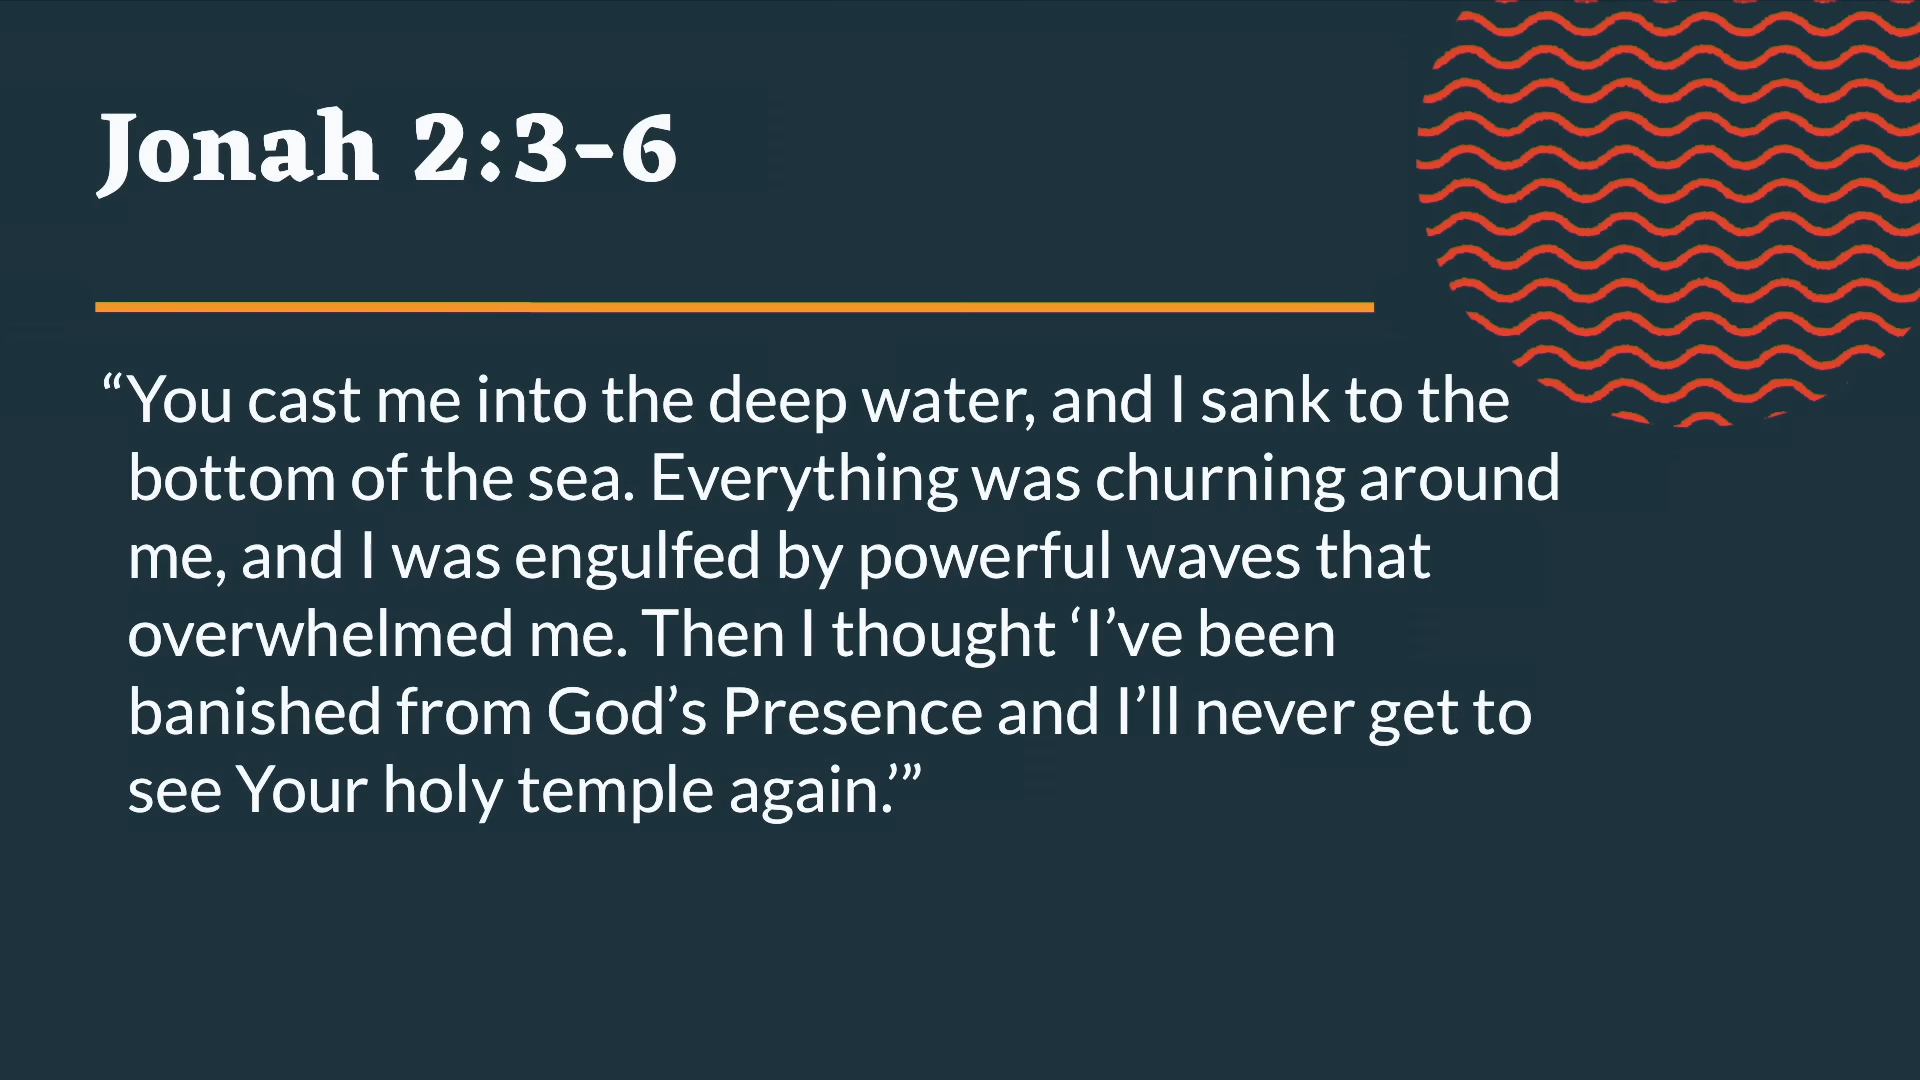 Jonah 2:3-6
“You cast me into the deep water, and I sank to the
bottom of the sea. Everything was churning around
me, and I was engulfed by powerful waves that
overwhelmed me. Then I thought ‘I’ve been
banished from God’s Presence and I’ll never get to
see Your holy temple again.’”